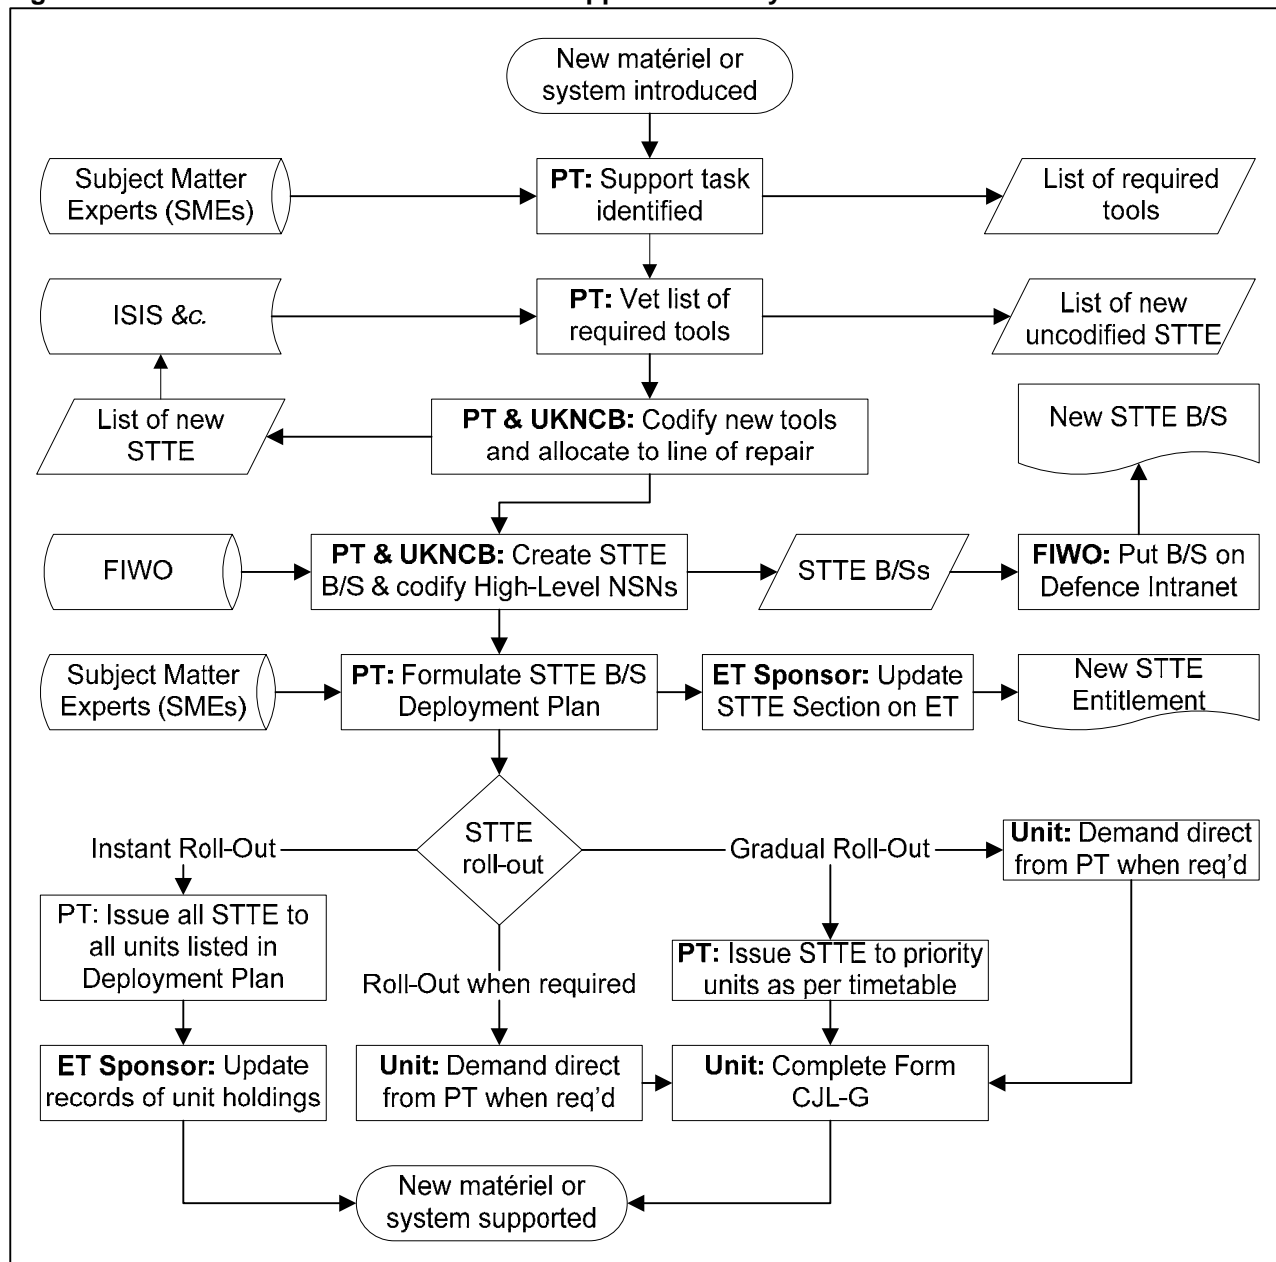 New matériel or
system introduced
Subject Matter
Experts (SMEs)
PT: Support task
identified
List of required
tools
ISIS &c.
PT: Vet list of
required tools
List of new
uncodified STTE
List of new
STTE
PT & UKNCB: Codify new tools
and allocate to line of repair
New STTE B/S
FIWO
PT & UKNCB: Create STTE
B/S & codify High-Level NSNs
STTE B/Ss
FIWO: Put B/S on
Defence Intranet
Subject Matter
Experts (SMEs)
PT: Formulate STTE B/S
Deployment Plan
ET Sponsor: Update
STTE Section on ET
New STTE
Entitlement
Instant Roll-Out
STTE
roll-out
Gradual Roll-Out
Unit: Demand direct
from PT when req’d
PT: Issue all STTE to
all units listed in
Deployment Plan
Roll-Out when required
PT: Issue STTE to priority
units as per timetable
ET Sponsor: Update
records of unit holdings
Unit: Demand direct
from PT when req’d
Unit: Complete Form
CJL-G
New matériel or
system supported